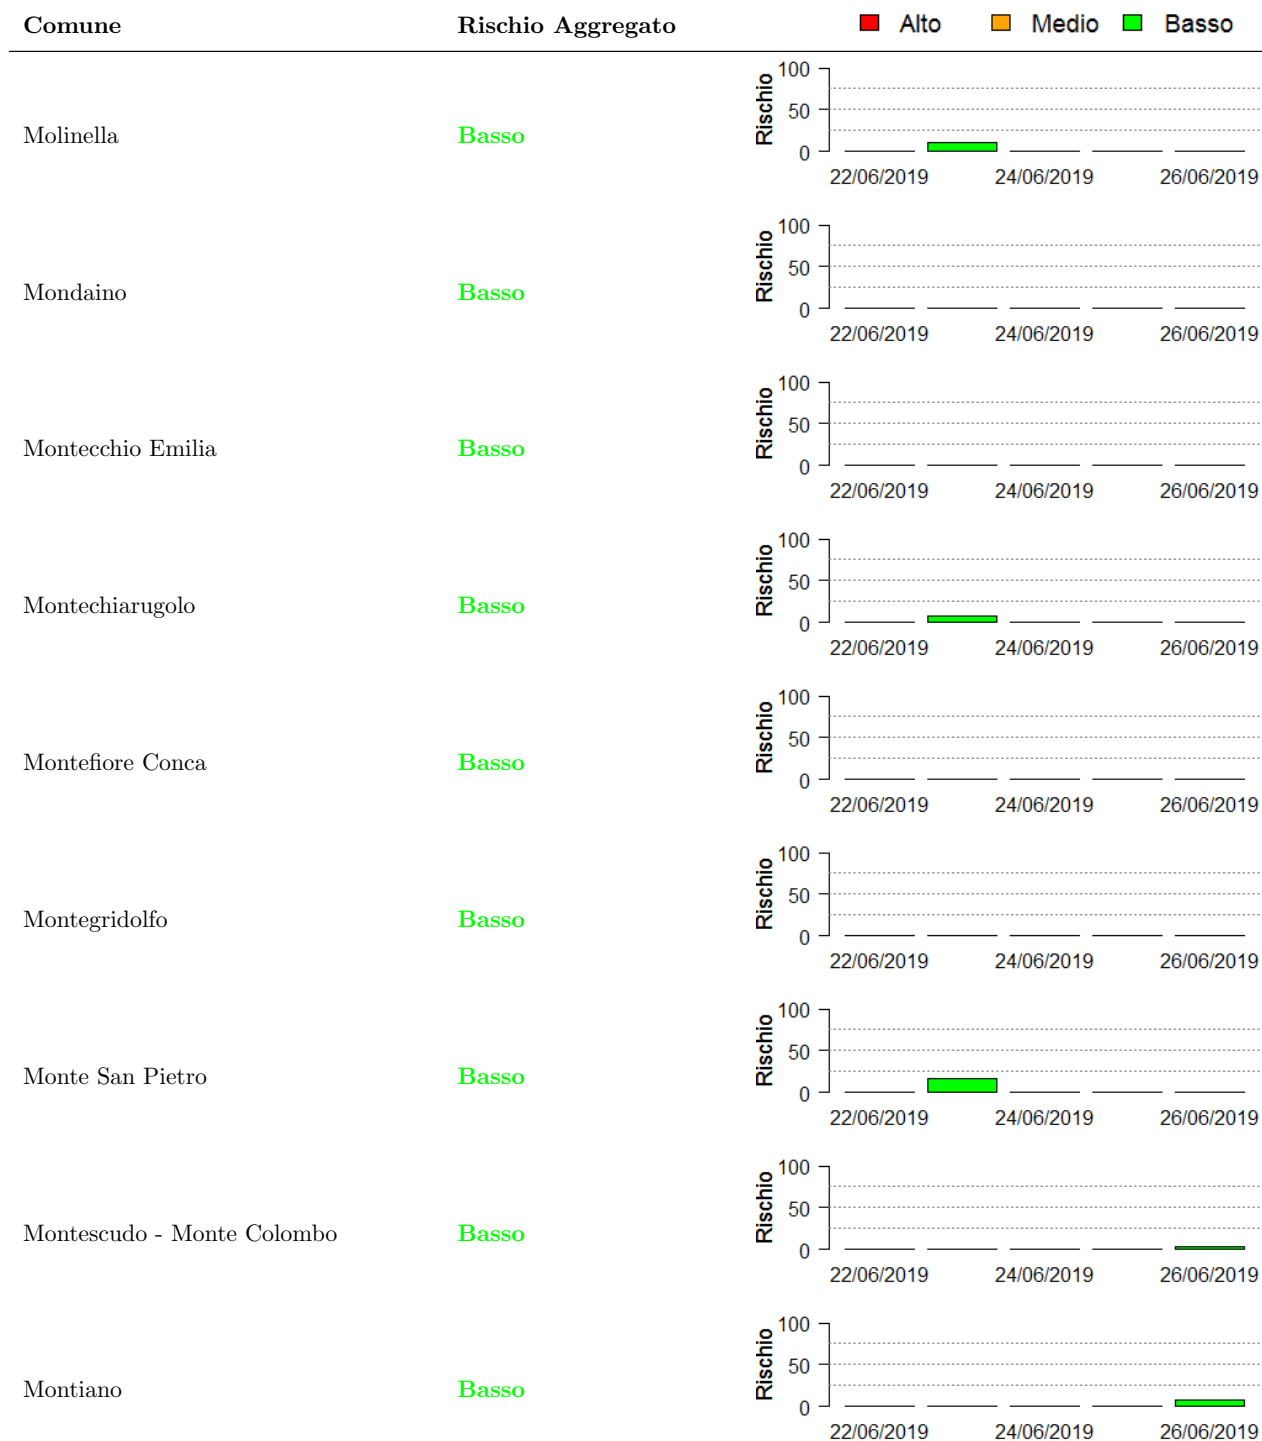 Comune Rischio Aggregato Alto Medio Basso
Molinella Basso
Rischio
100
50
0
22/06/2019 24/06/2019 26/06/2019
Mondaino Basso
Rischio
100
50
0
22/06/2019 24/06/2019 26/06/2019
Montecchio Emilia Basso
Rischio
100
50
0
22/06/2019 24/06/2019 26/06/2019
Montechiarugolo Basso
Rischio
100
50
0
22/06/2019 24/06/2019 26/06/2019
Montefiore Conca Basso
Rischio
100
50
0
22/06/2019 24/06/2019 26/06/2019
Montegridolfo Basso
Rischio
100
50
0
22/06/2019 24/06/2019 26/06/2019
Monte San Pietro Basso
Rischio
100
50
0
22/06/2019 24/06/2019 26/06/2019
Montescudo - Monte Colombo Basso
Rischio
100
50
0
22/06/2019 24/06/2019 26/06/2019
Montiano Basso
Rischio
100
50
0
22/06/2019 24/06/2019 26/06/2019